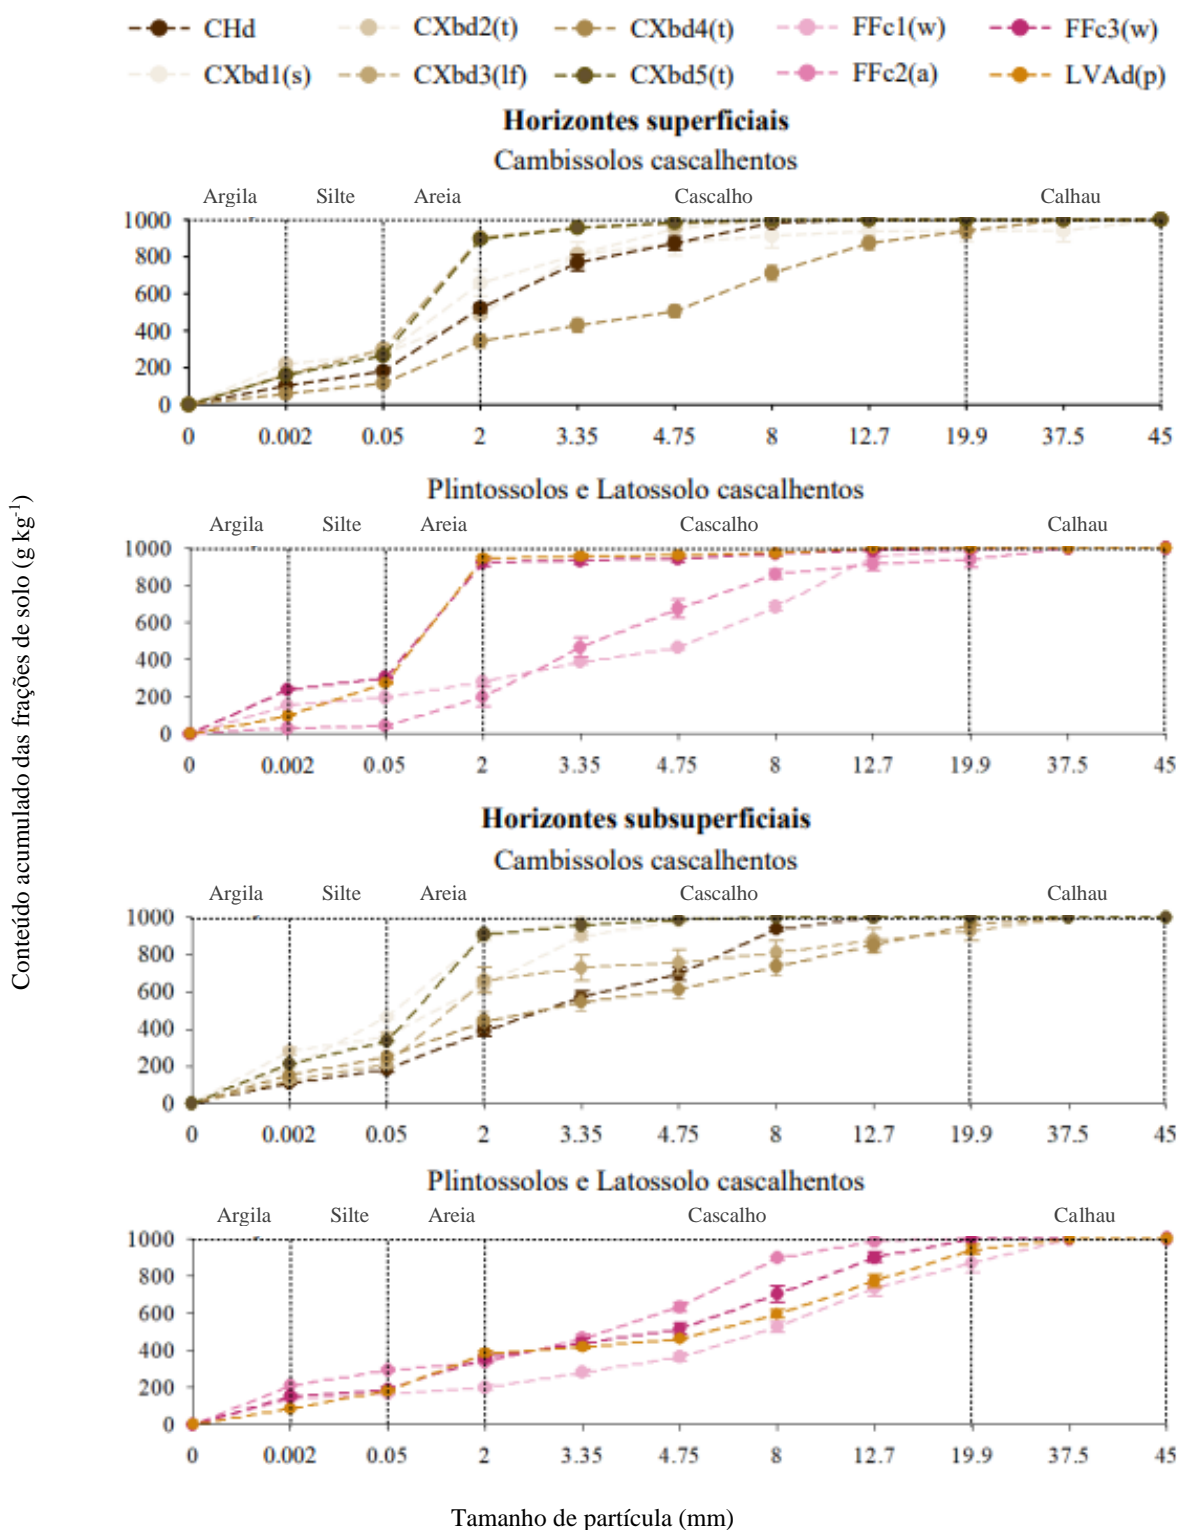 CHd CXbd2(t) CXbd4(t) FFc1(w) FFc3(w)
CXbd1(s) CXbd3(lf) CXbd5(t) FFc2(a) LVAd(p)
Horizontes superficiais
Cambissolos cascalhentos
Argila Silte Areia Cascalho Calhau
1000
800
600
400
200
0
0 0.002 0.05 2 3.35 4.75 8 12.7 19.9 37.5 45
Plintossolos e Latossolo cascalhentos
Argila Silte Areia Cascalho Calhau
1000
800
600
400
200
0
0 0.002 0.05 2 3.35 4.75 8 12.7 19.9 37.5 45
Horizontes subsuperficiais
Cambissolos cascalhentos
Argila Silte Areia Cascalho Calhau
1000
800
600
400
200
0
0 0.002 0.05 2 3.35 4.75 8 12.7 19.9 37.5 45
Plintossolos e Latossolo cascalhentos
Argila Silte Areia Cascalho Calhau
1000
800
600
400
200
0
0 0.002 0.05 2 3.35 4.75 8 12.7 19.9 37.5 45
Conteúdo acumulado das frações de solo (g kg⁻¹)
Tamanho de partícula (mm)